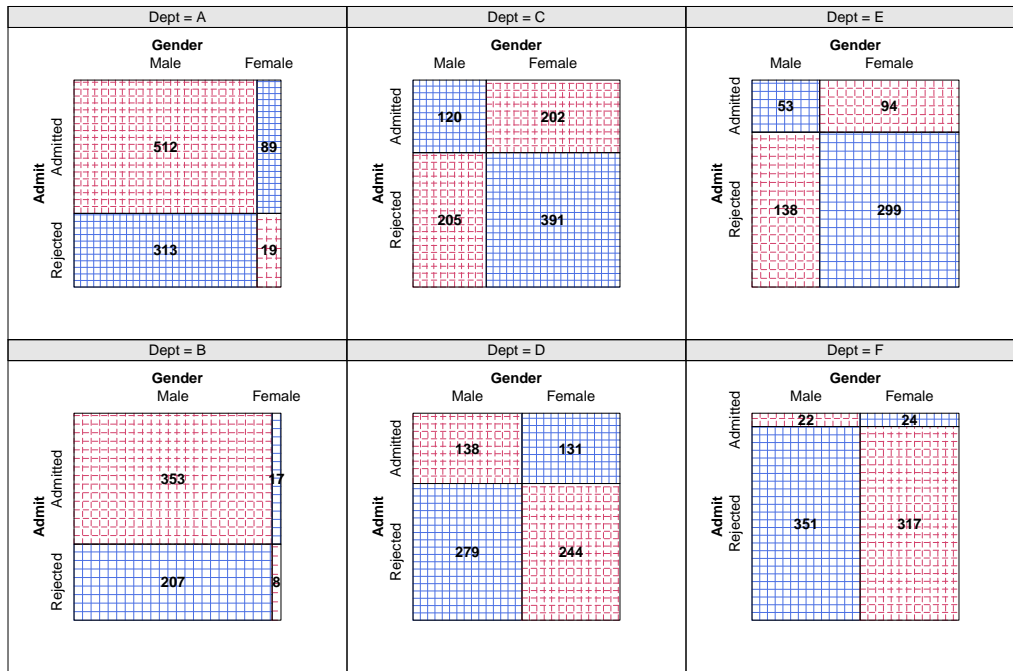 Dept = A
Gender
Male Female
Admit
Admitted
Rejected
512 89
313 19
Dept = C
Gender
Male Female
Admit
Admitted
Rejected
120 202
205 391
Dept = E
Gender
Male Female
Admit
Admitted
Rejected
53 94
138 299
Dept = B
Gender
Male Female
Admit
Admitted
Rejected
353 17
207 8
Dept = D
Gender
Male Female
Admit
Admitted
Rejected
138 131
279 244
Dept = F
Gender
Male Female
Admit
Admitted
Rejected
22 24
351 317